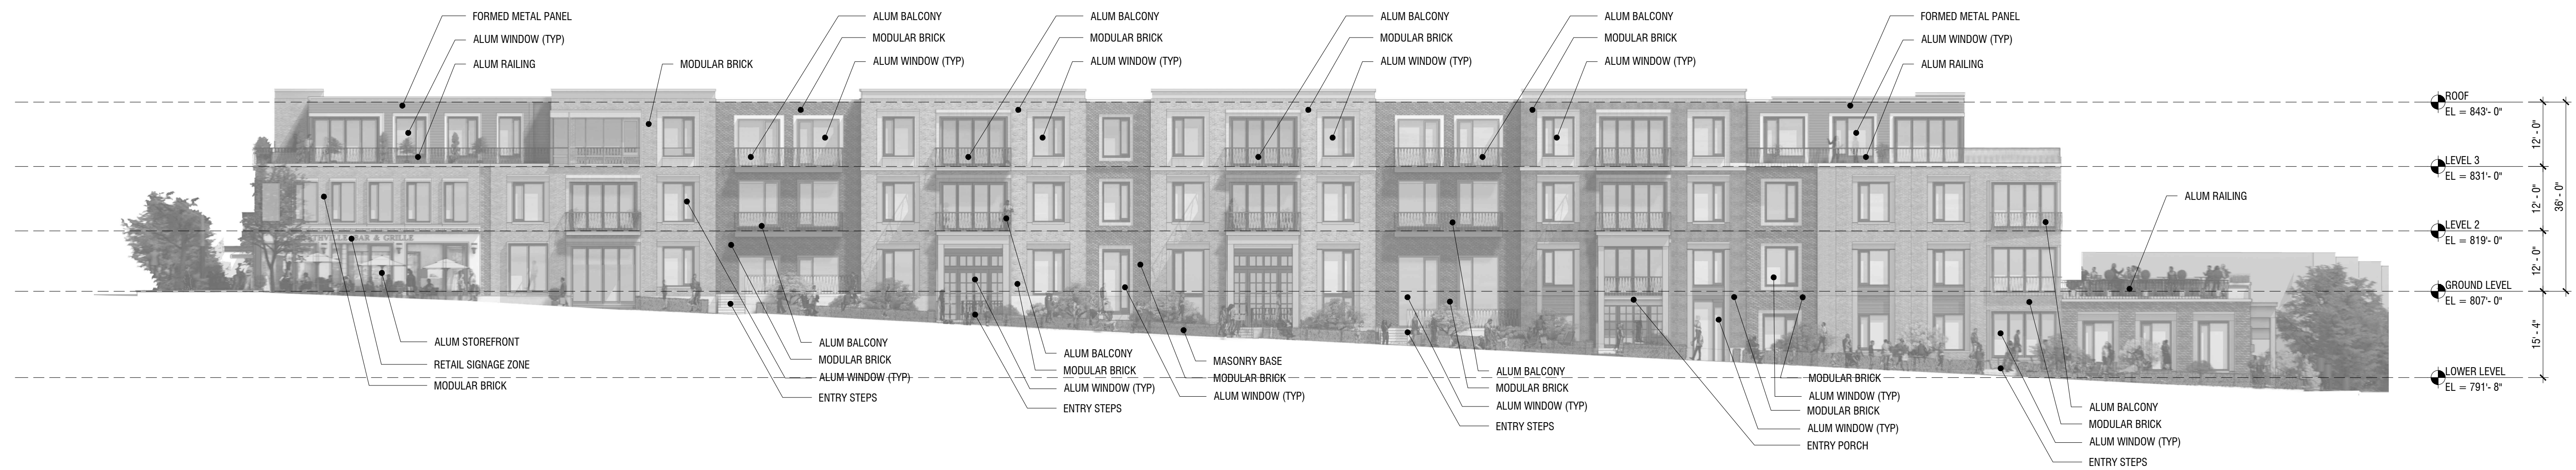 FORMED METAL PANEL
ALUM WINDOW (TYP)
ALUM RAILING
MODULAR BRICK
ALUM BALCONY
MODULAR BRICK
ALUM WINDOW (TYP)
ALUM BALCONY
MODULAR BRICK
ALUM WINDOW (TYP)
ALUM BALCONY
MODULAR BRICK
ALUM WINDOW (TYP)
ALUM BALCONY
MODULAR BRICK
ALUM WINDOW (TYP)
FORMED METAL PANEL
ALUM WINDOW (TYP)
ALUM RAILING
ROOF
EL = 843'- 0"
12' - 0"
LEVEL 3
EL = 831'- 0"
12' - 0"
36' - 0"
LEVEL 2
EL = 819'- 0"
12' - 0"
GROUND LEVEL
EL = 807'- 0"
15' - 4"
LOWER LEVEL
EL = 791'- 8"
ALUM RAILING
BAR & GRILLE
ALUM STOREFRONT
RETAIL SIGNAGE ZONE
MODULAR BRICK
ALUM BALCONY
MODULAR BRICK
ALUM WINDOW (TYP)
ENTRY STEPS
ALUM BALCONY
MODULAR BRICK
ALUM WINDOW (TYP)
ENTRY STEPS
MASONRY BASE
MODULAR BRICK
ALUM WINDOW (TYP)
ALUM BALCONY
MODULAR BRICK
ALUM WINDOW (TYP)
ENTRY STEPS
MODULAR BRICK
ALUM WINDOW (TYP)
MODULAR BRICK
ALUM WINDOW (TYP)
ENTRY PORCH
ALUM BALCONY
MODULAR BRICK
ALUM WINDOW (TYP)
ENTRY STEPS